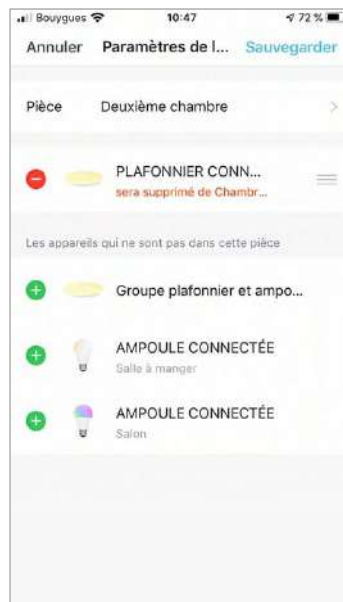 Bouygues 10:47 72 %
Annuler Paramètres de l... Sauvegarder
Pièce Deuxième chambre
PLAFONNIER CONN...
sera supprimé de Chambr...
Les appareils qui ne sont pas dans cette pièce
Groupe plafonnier et ampo...
AMPOULE CONNECTÉE
Salle à manger
AMPOULE CONNECTÉE
Salon